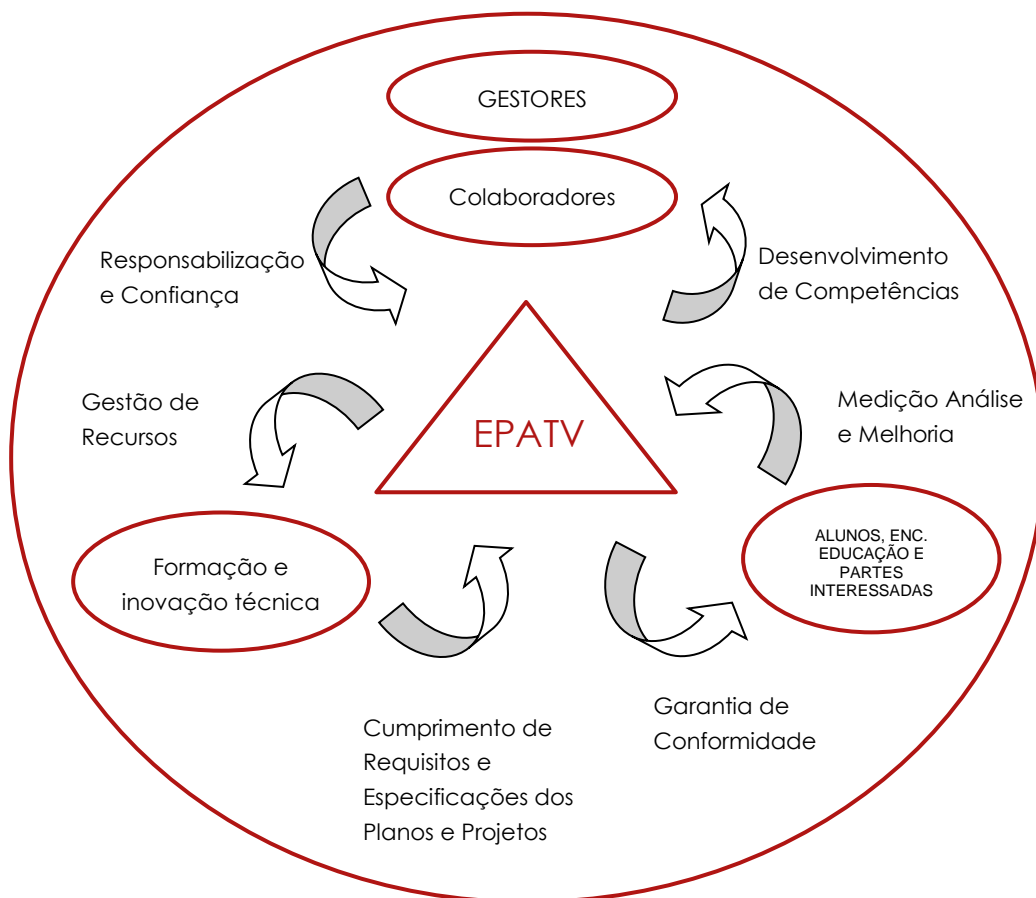 GESTORES
Colaboradores
Responsabilização
e Confiança
Desenvolvimento
de Competências
Gestão de
Recursos
EPATV
Medição Análise
e Melhoria
Formação e
inovação técnica
ALUNOS, ENC.
EDUCAÇÃO E
PARTES
INTERESSADAS
Cumprimento de
Requisitos e
Especificações dos
Planos e Projetos
Garantia de
Conformidade